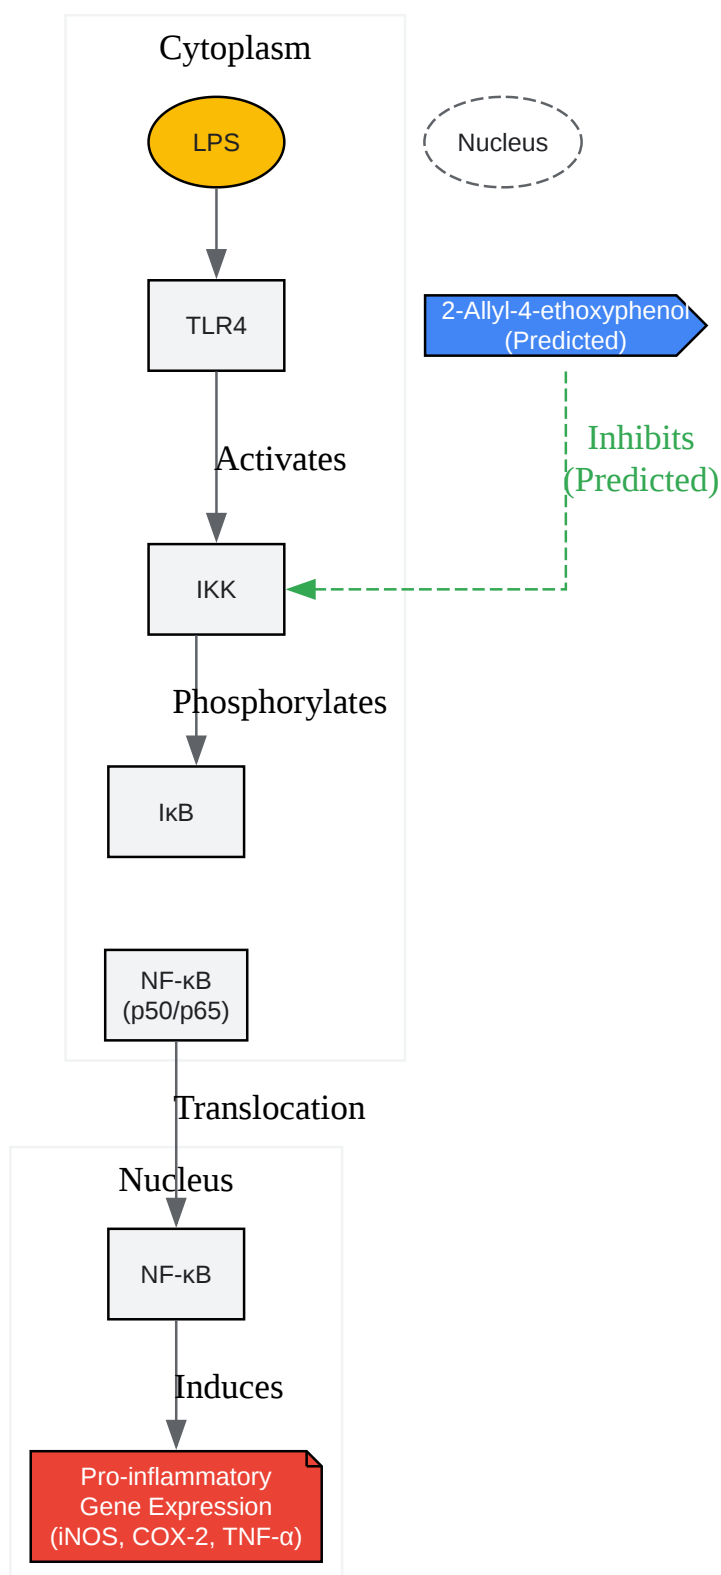 Cytoplasm
LPS
Nucleus
TLR4
2-Allyl-4-ethoxyphenol
(Predicted)
Activates
Inhibits
(Predicted)
IKK
Phosphorylates
IκB
NF-κB
(p50/p65)
Translocation
Nucleus
NF-κB
Induces
Pro-inflammatory
Gene Expression
(iNOS, COX-2, TNF-α)